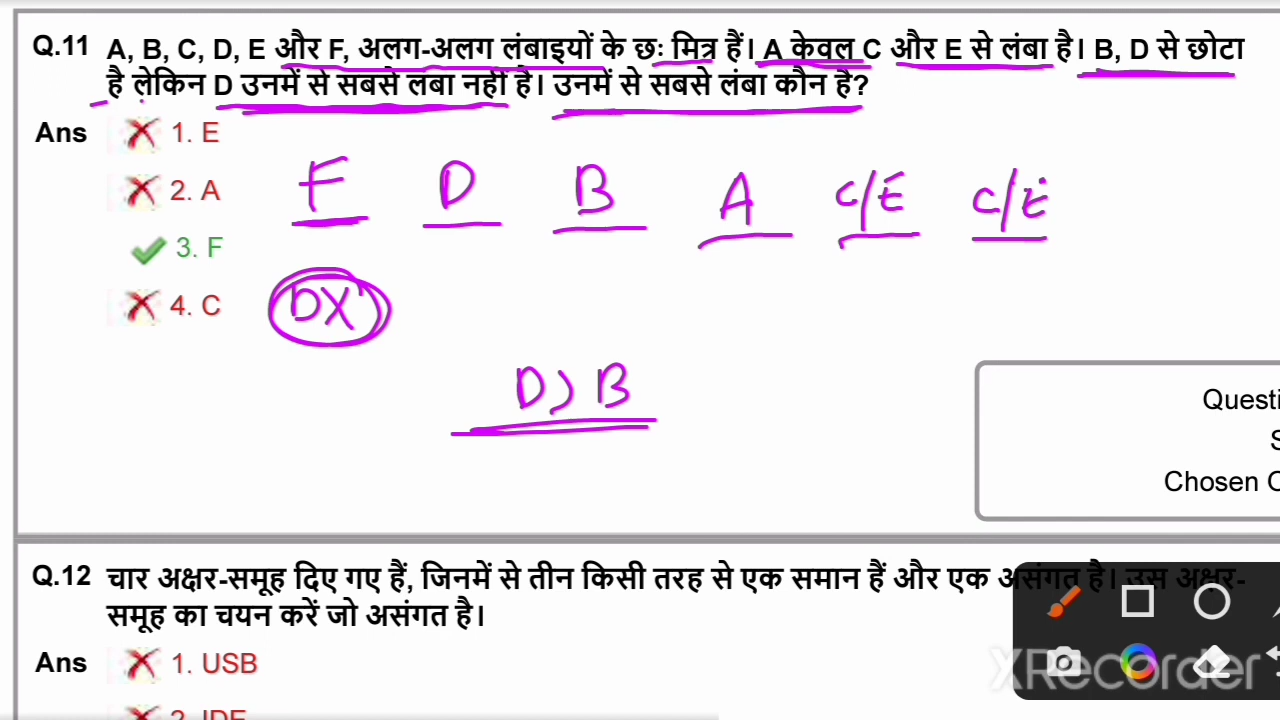 Q.11 A, B, C, D, E और F, अलग-अलग लंबाइयों के छः मित्र हैं। A केवल C और E से लंबा है। B, D से छोटा
है लेकिन D उनमें से सबसे लंबा नहीं है। उनमें से सबसे लंबा कौन है?
Ans 1. E
2. A
3. F
4. C
F D B A C/E C/E
DX
D > B
Questi
S
Chosen O
Q.12 चार अक्षर-समूह दिए गए हैं, जिनमें से तीन किसी तरह से एक समान हैं और एक असंगत है। उस अक्षर-
समूह का चयन करें जो असंगत है।
Ans 1. USB
2. IDE
XRecorder